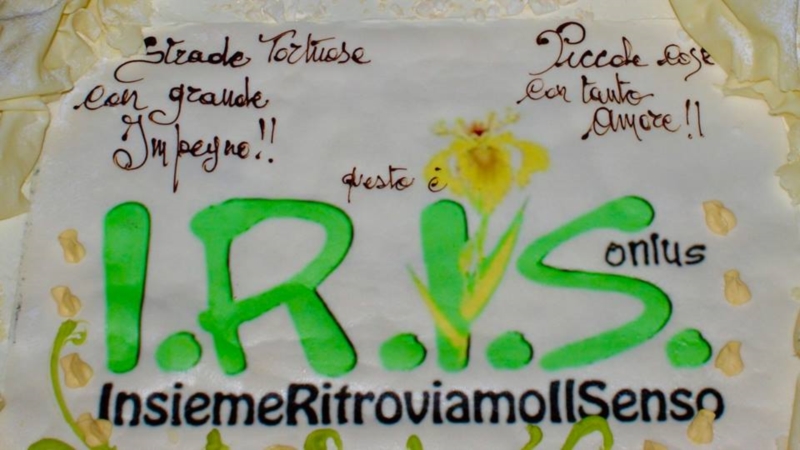 Strade Tortuose
con grande
Impegno!!
Piccole cose
con tanto
amore!!
questo è
I.R.I.S.
onlus
InsiemeRitroviamoIlSenso